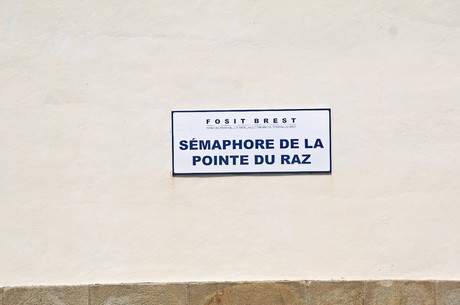 FOSIT BREST
SÉMAPHORE DE LA
POINTE DU RAZ